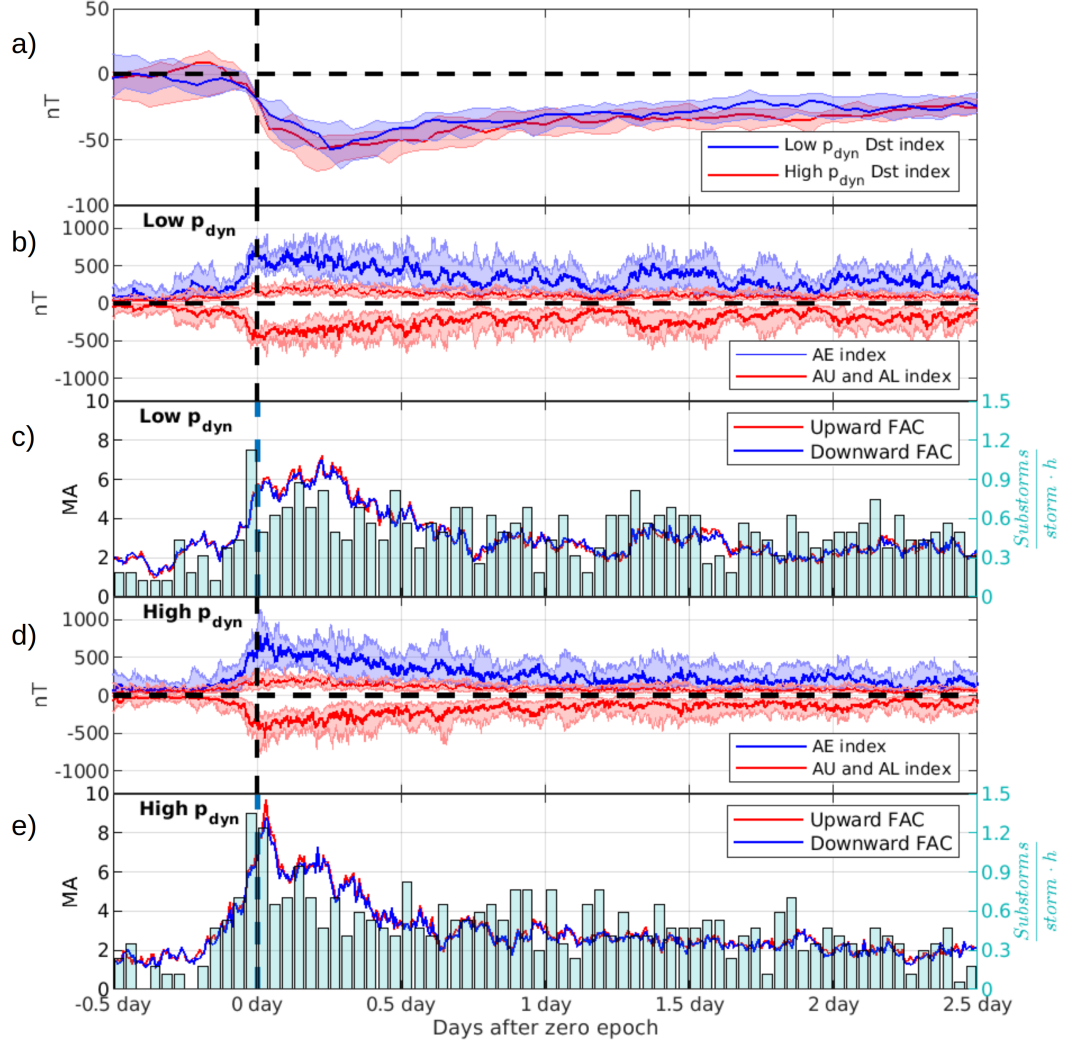 a)
50
0
-50
-100
nT
Low p_dyn Dst index
High p_dyn Dst index
b)
Low p_dyn
1000
500
0
-500
-1000
nT
AE index
AU and AL index
c)
Low p_dyn
10
8
6
4
2
0
MA
Upward FAC
Downward FAC
1.5
1.2
0.9
0.6
0.3
0
Substorms
storm · h
d)
High p_dyn
1000
500
0
-500
-1000
nT
AE index
AU and AL index
e)
High p_dyn
10
8
6
4
2
0
MA
Upward FAC
Downward FAC
1.5
1.2
0.9
0.6
0.3
0
Substorms
storm · h
-0.5 day 0 day 0.5 day 1 day 1.5 day 2 day 2.5 day
Days after zero epoch